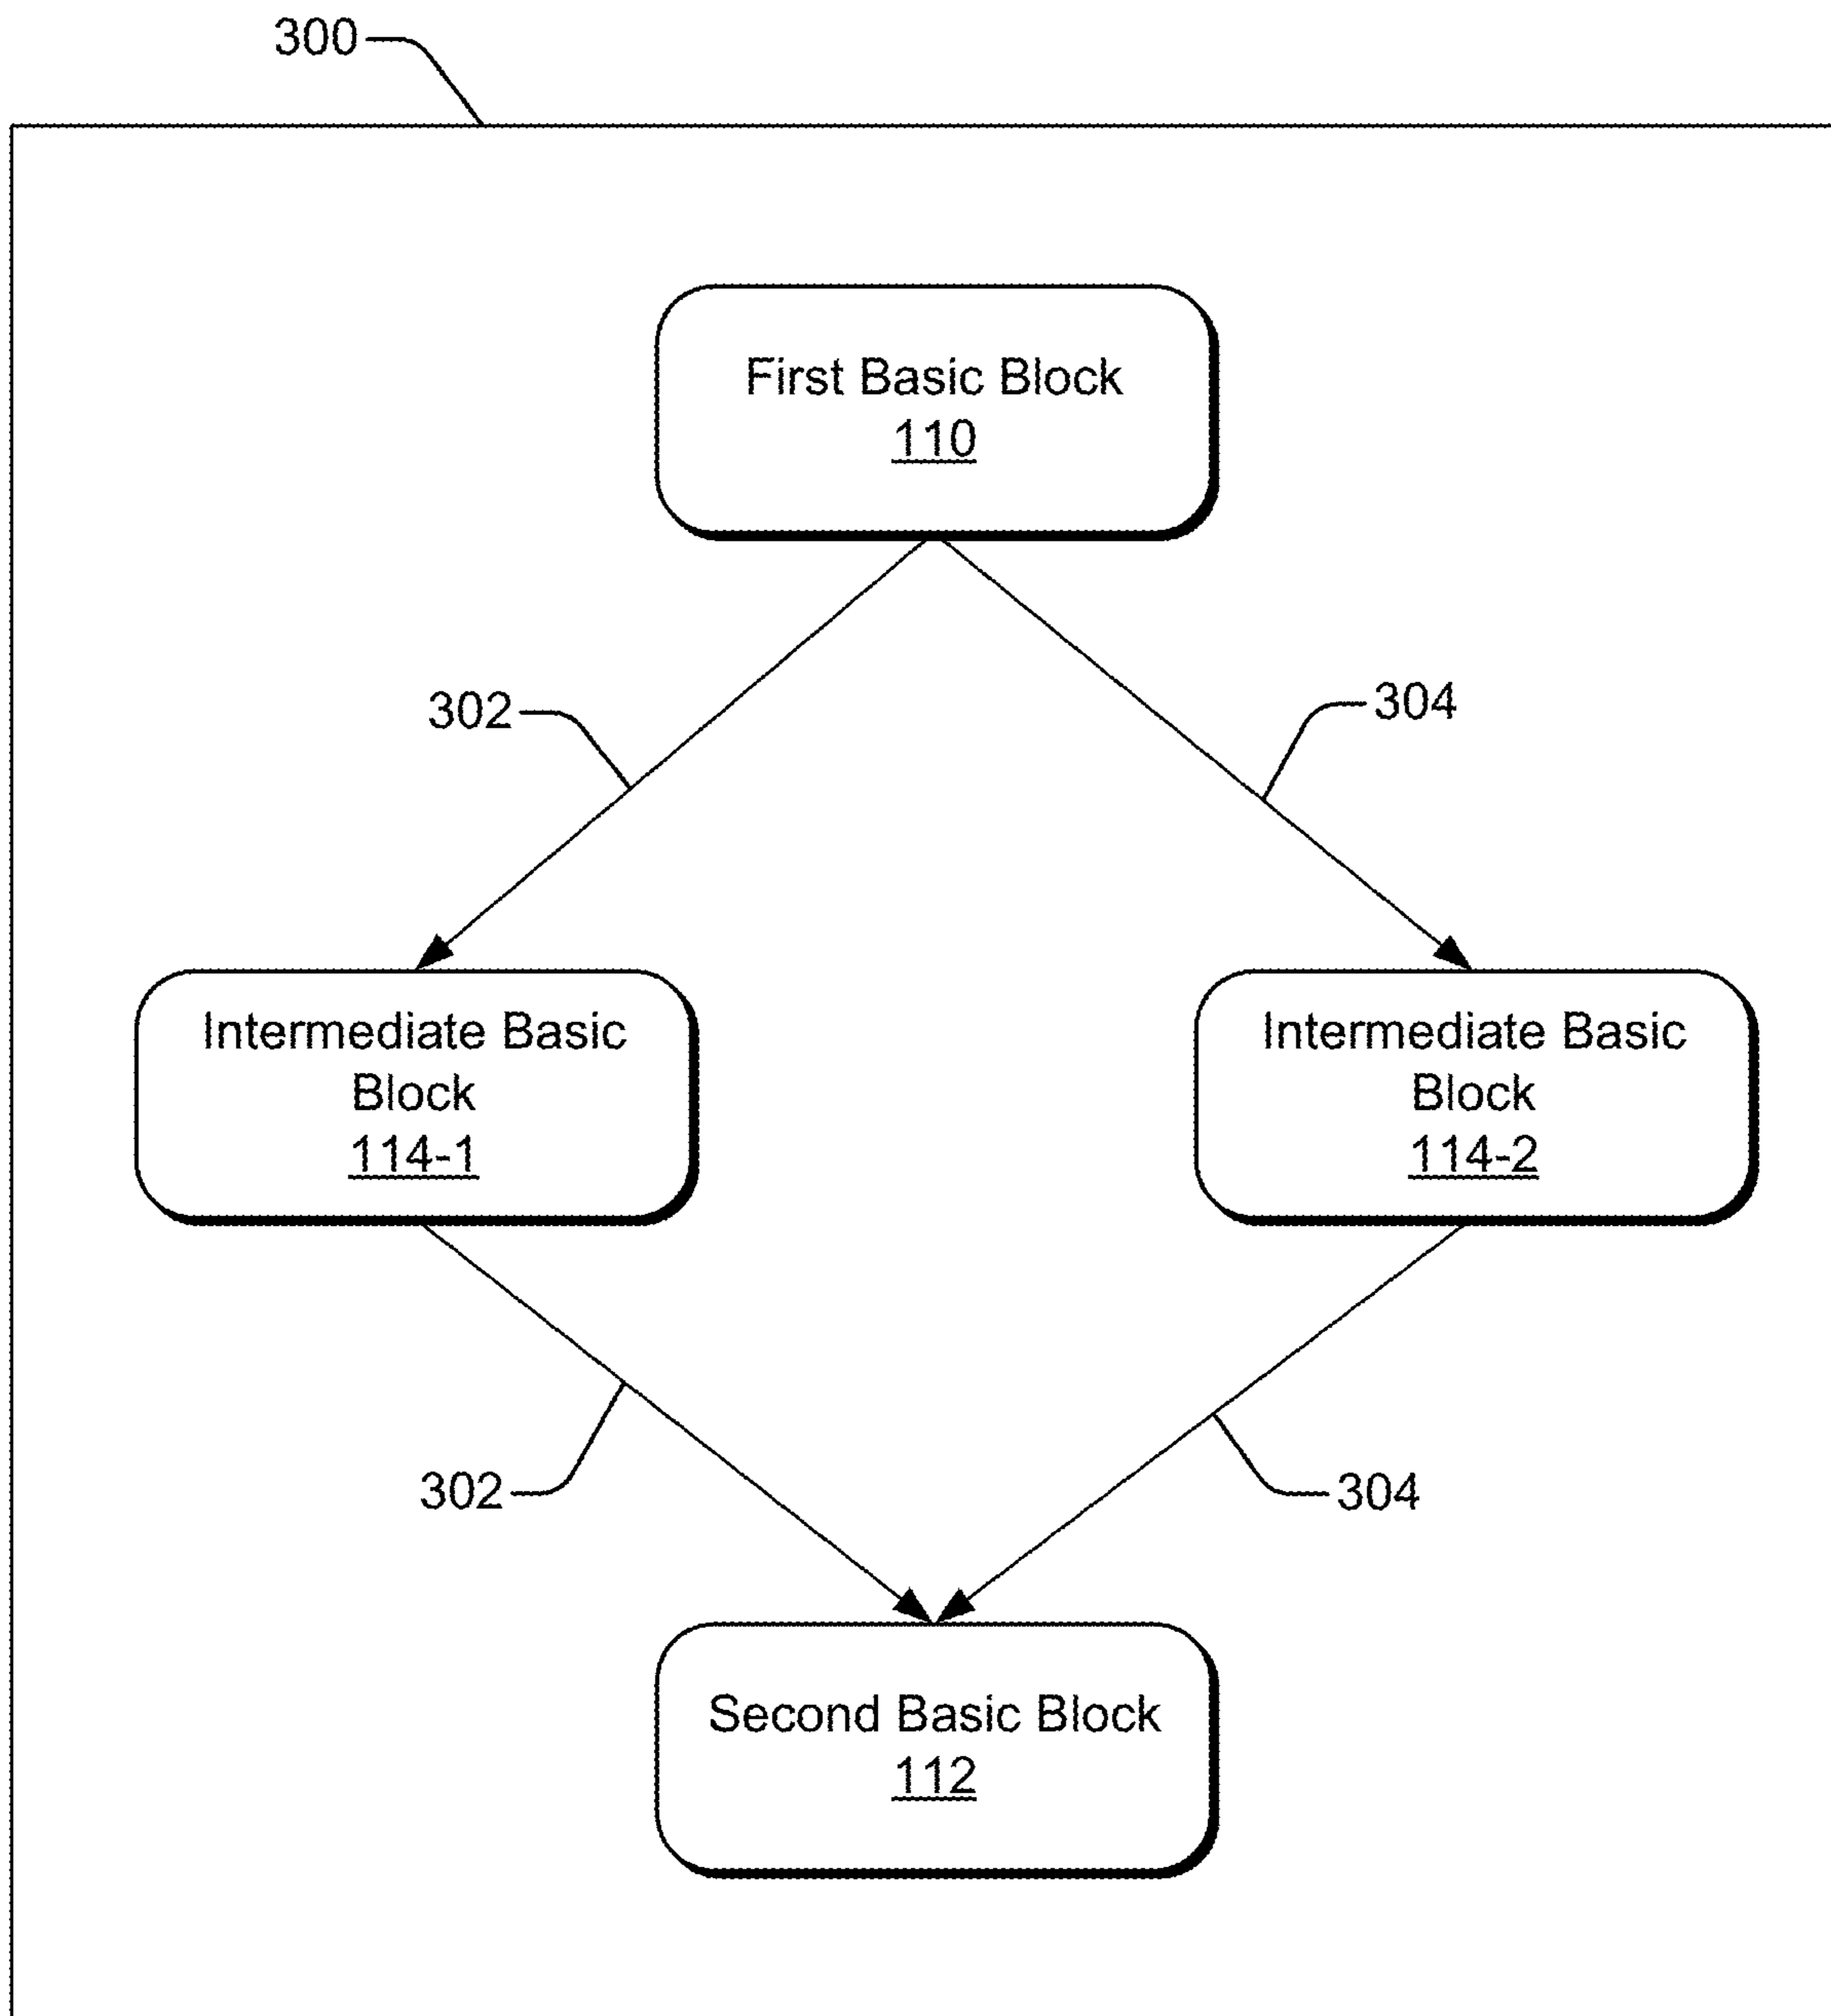 300
First Basic Block
110
302
304
Intermediate Basic
Block
114-1
Intermediate Basic
Block
114-2
302
304
Second Basic Block
112